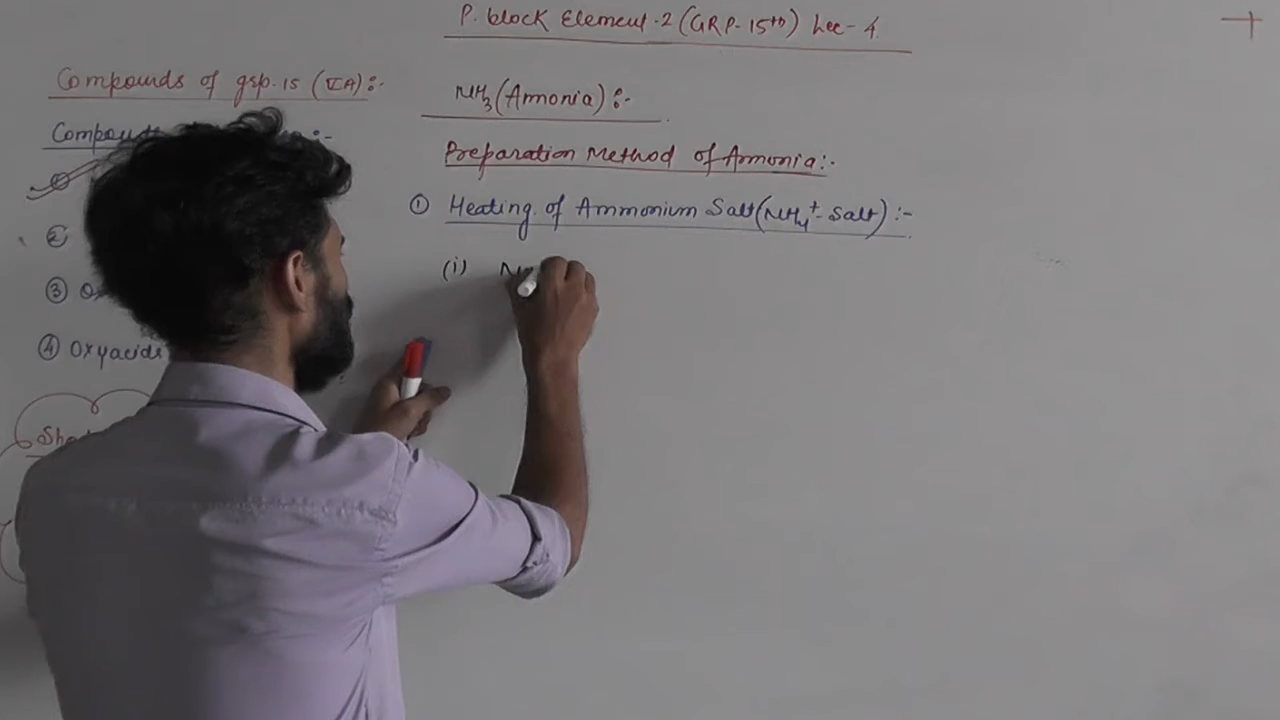 P. block Element-2 (GRP-15th) Lec-4.
Compounds of grp.15 (VA):-
③
④ Oxyacids
NH3 (Amonia):-
Preparation Method of Amonia:-
① Heating of Ammonium Salt (NH4+- Salt) :-
(i)